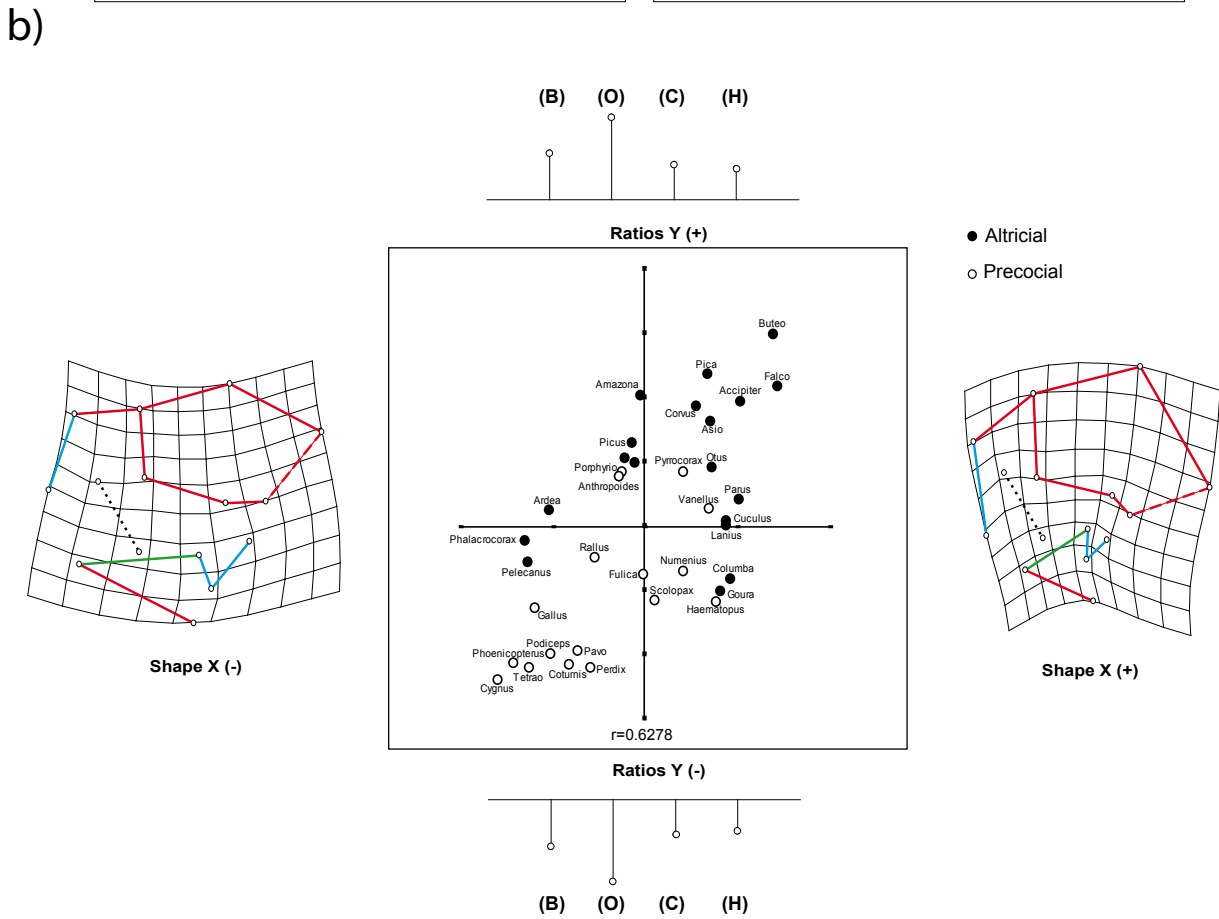 b)
(B) (O) (C) (H)
Ratios Y (+)
Altricial
Precocial
Buteo
Pica
Falco
Amazona
Accipiter
Corvus
Asio
Picus
Otus
Porphyrio
Pyrrocorax
Anthropoides
Parus
Ardea
Vanellus
Cuculus
Lanius
Phalacrocorax
Rallus
Pelecanus
Numenius
Columba
Fulica
Scolopax
Goura
Haematopus
Gallus
Podiceps
Phoenicopterus
Pavo
Coturnis
Perdix
Tetrao
Cygnus
Shape X (-)
Shape X (+)
r=0.6278
Ratios Y (-)
(B) (O) (C) (H)